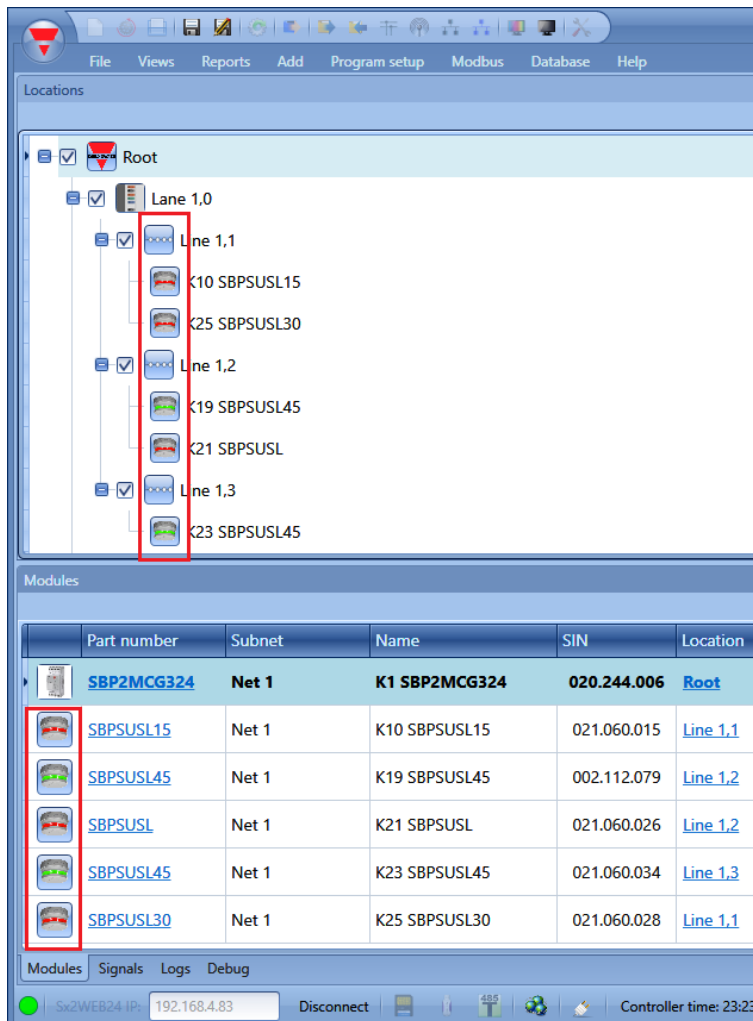 File Views Reports Add Program setup Modbus Database Help
Locations
Root
Lane 1,0
Line 1,1
K10 SBPSUSL15
K25 SBPSUSL30
Line 1,2
K19 SBPSUSL45
K21 SBPSUSL
Line 1,3
K23 SBPSUSL45
Modules
Part number Subnet Name SIN Location
SBP2MCG324 Net 1 K1 SBP2MCG324 020.244.006 Root
SBPSUSL15 Net 1 K10 SBPSUSL15 021.060.015 Line 1,1
SBPSUSL45 Net 1 K19 SBPSUSL45 002.112.079 Line 1,2
SBPSUSL Net 1 K21 SBPSUSL 021.060.026 Line 1,2
SBPSUSL45 Net 1 K23 SBPSUSL45 021.060.034 Line 1,3
SBPSUSL30 Net 1 K25 SBPSUSL30 021.060.028 Line 1,1
Modules Signals Logs Debug
Sx2WEB24 IP: 192.168.4.83 Disconnect 485 Controller time: 23:23